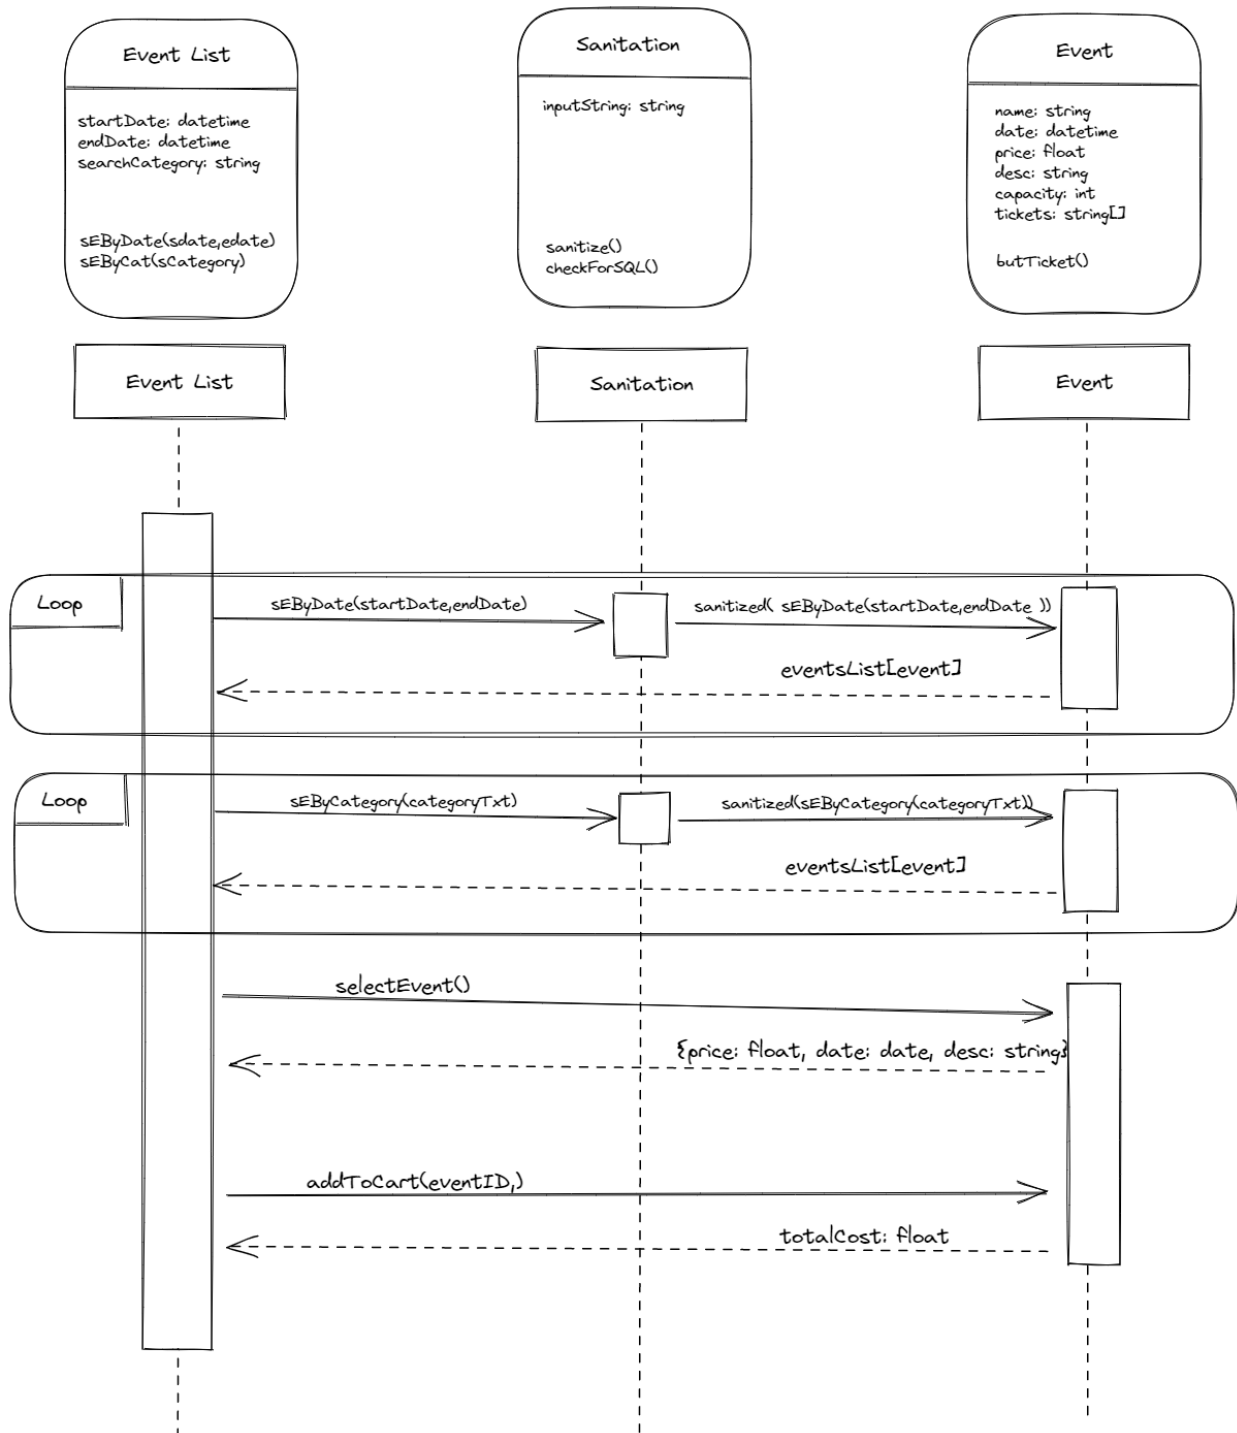 Event List
startDate: datetime
endDate: datetime
searchCategory: string
sEByDate(sdate,edate)
sEByCat(sCategory)
Sanitation
inputString: string
sanitize()
checkForSQL()
Event
name: string
date: datetime
price: float
desc: string
capacity: int
tickets: string[]
butTicket()
Event List
Sanitation
Event
Loop
sEByDate(startDate,endDate)
sanitized( sEByDate(startDate,endDate ))
eventsList[event]
Loop
sEByCategory(categoryTxt)
sanitized(sEByCategory(categoryTxt))
eventsList[event]
selectEvent()
{price: float, date: date, desc: string}
addToCart(eventID,)
totalCost: float